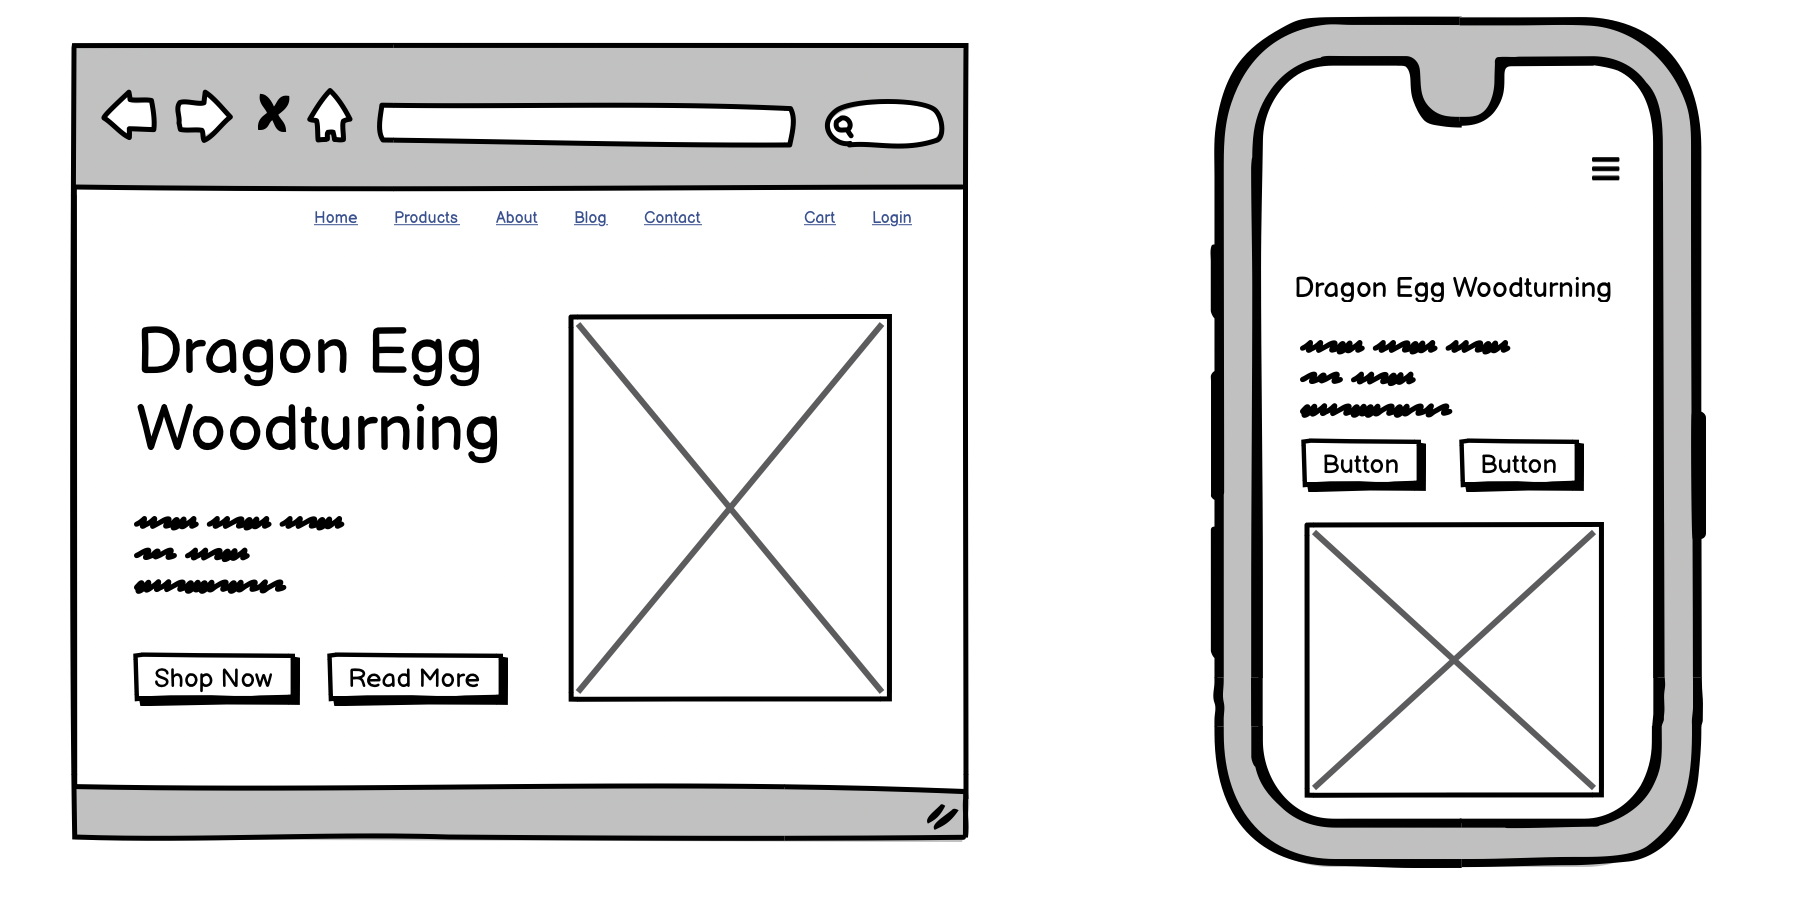 Home Products About Blog Contact Cart Login
Dragon Egg
Woodturning
Shop Now Read More
Dragon Egg Woodturning
Button Button